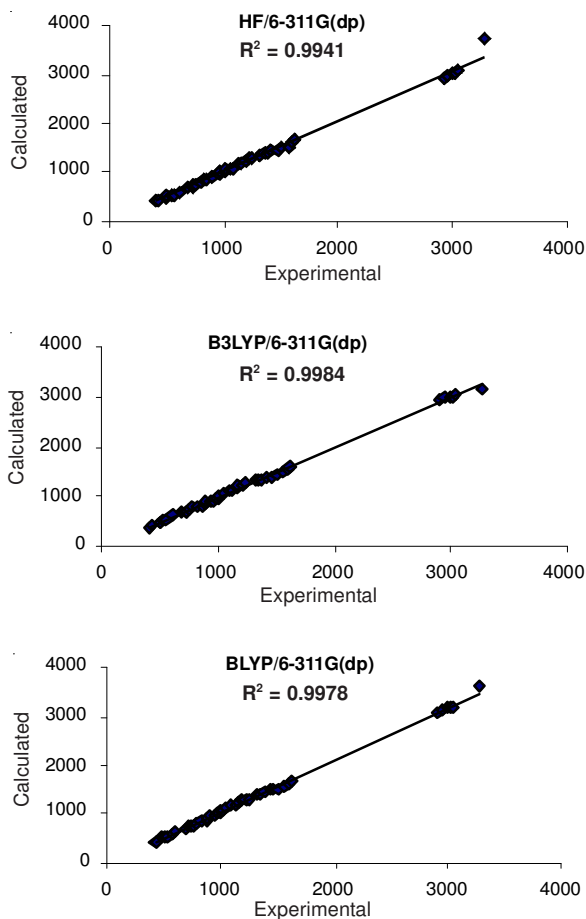 HF/6-311G(dp)
R² = 0.9941
4000
3000
2000
1000
0
Calculated
0 1000 2000 3000 4000
Experimental
B3LYP/6-311G(dp)
R² = 0.9984
4000
3000
2000
1000
0
Calculated
0 1000 2000 3000 4000
Experimental
BLYP/6-311G(dp)
R² = 0.9978
4000
3000
2000
1000
0
Calculated
0 1000 2000 3000 4000
Experimental